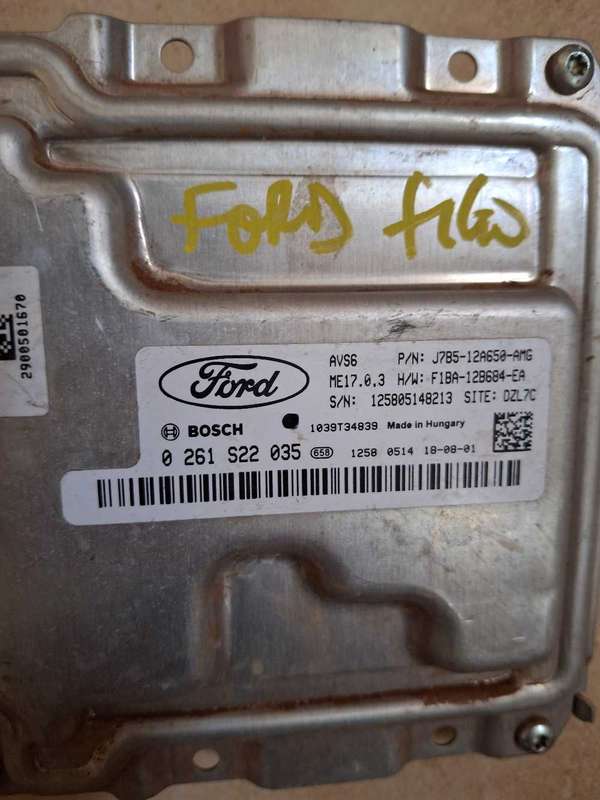 FORD fIGO
2900501670
Ford
AVS6 P/N: J7B5-12A650-AMG
ME17.0.3 H/W: F1BA-12B684-EA
S/N: 125805148213 SITE: DZL7C
BOSCH 1039T34839 Made in Hungary
0 261 S22 035 658 1258 0514 18-08-01